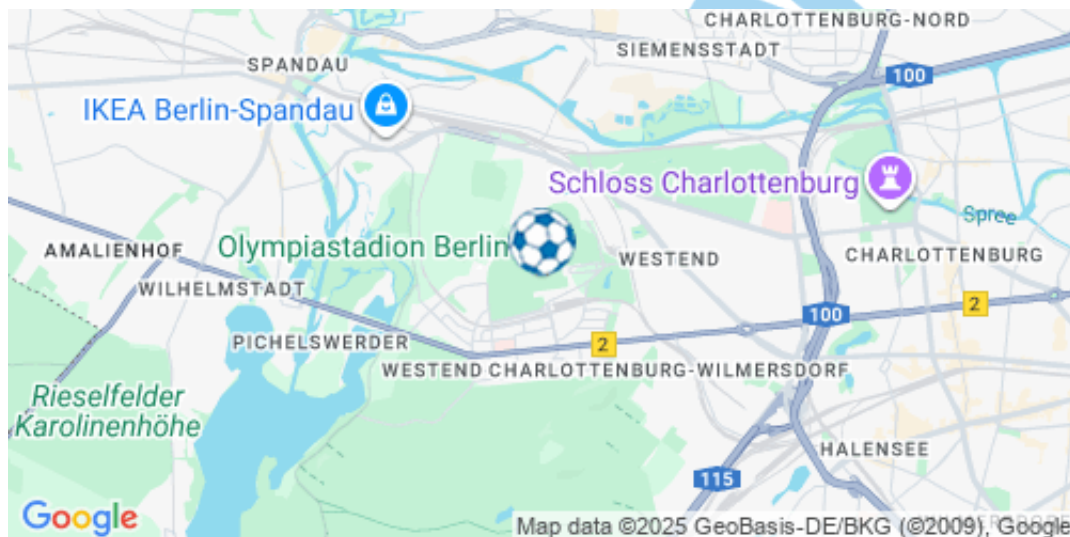 CHARLOTTENBURG-NORD
SIEMENSSTADT
SPANDAU
100
IKEA Berlin-Spandau
Schloss Charlottenburg
Spree
AMALIENHOF
Olympiastadion Berlin
WESTEND
CHARLOTTENBURG
WILHELMSTADT
2
100
PICHELSWERDER
2
WESTEND CHARLOTTENBURG-WILMERSDORF
Rieselfelder
Karolinenhöhe
HALENSEE
115
Google
Map data ©2025 GeoBasis-DE/BKG (©2009), Google